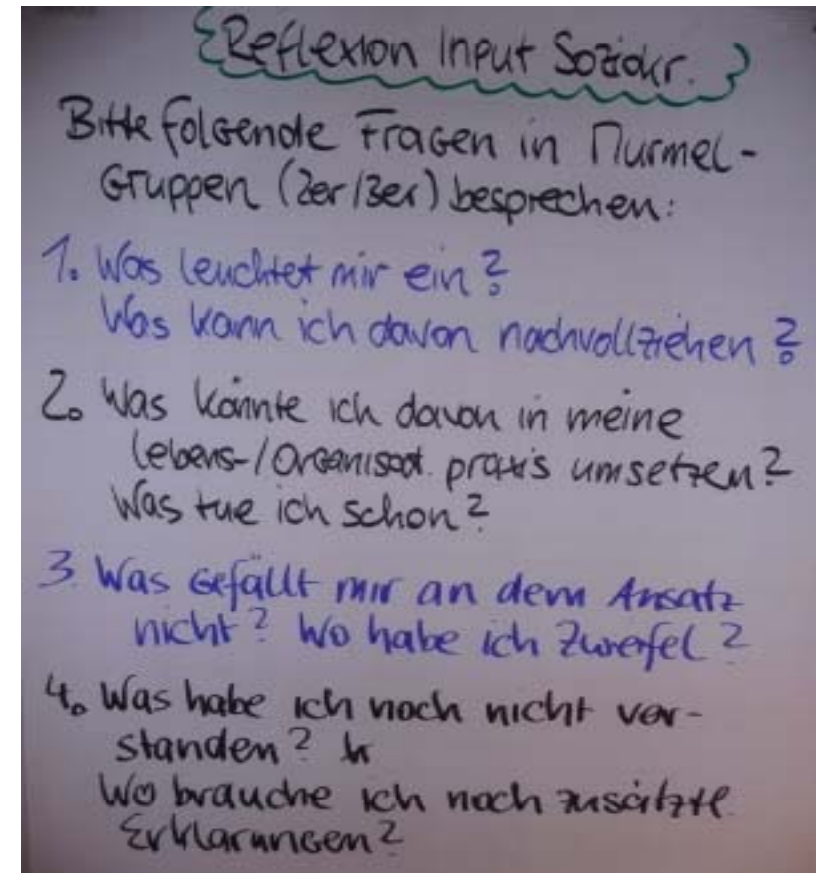 Reflexion Input Soziokr.
Bitte folgende Fragen in Murmel-
Gruppen (2er/3er) besprechen:
1. Was leuchtet mir ein?
Was kann ich davon nachvollziehen?
2. Was könnte ich davon in meine
Lebens-/Organisat. praxis umsetzen?
Was tue ich schon?
3. Was gefällt mir an dem Ansatz
nicht? Wo habe ich Zweifel?
4. Was habe ich noch nicht ver-
standen?
Wo brauche ich noch zusätzl.
Erklärungen?